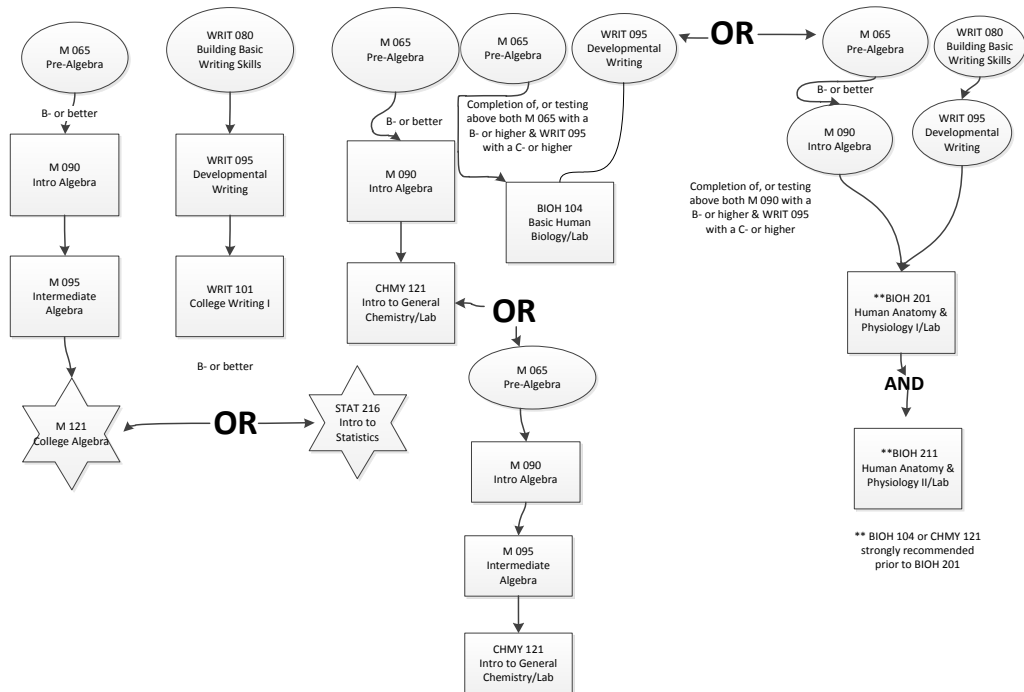 M 065
Pre-Algebra
B- or better
M 090
Intro Algebra
M 095
Intermediate
Algebra
M 121
College Algebra
WRIT 080
Building Basic
Writing Skills
WRIT 095
Developmental
Writing
WRIT 101
College Writing I
B- or better
OR
STAT 216
Intro to
Statistics
M 065
Pre-Algebra
B- or better
M 090
Intro Algebra
CHMY 121
Intro to General
Chemistry/Lab
M 065
Pre-Algebra
WRIT 095
Developmental
Writing
Completion of, or testing
above both M 065 with a
B- or higher & WRIT 095
with a C- or higher
BIOH 104
Basic Human
Biology/Lab
OR
M 065
Pre-Algebra
M 090
Intro Algebra
M 095
Intermediate
Algebra
CHMY 121
Intro to General
Chemistry/Lab
OR
M 065
Pre-Algebra
B- or better
M 090
Intro Algebra
WRIT 080
Building Basic
Writing Skills
WRIT 095
Developmental
Writing
Completion of, or testing
above both M 090 with a
B- or higher & WRIT 095
with a C- or higher
**BIOH 201
Human Anatomy &
Physiology I/Lab
AND
**BIOH 211
Human Anatomy &
Physiology II/Lab
** BIOH 104 or CHMY 121
strongly recommended
prior to BIOH 201